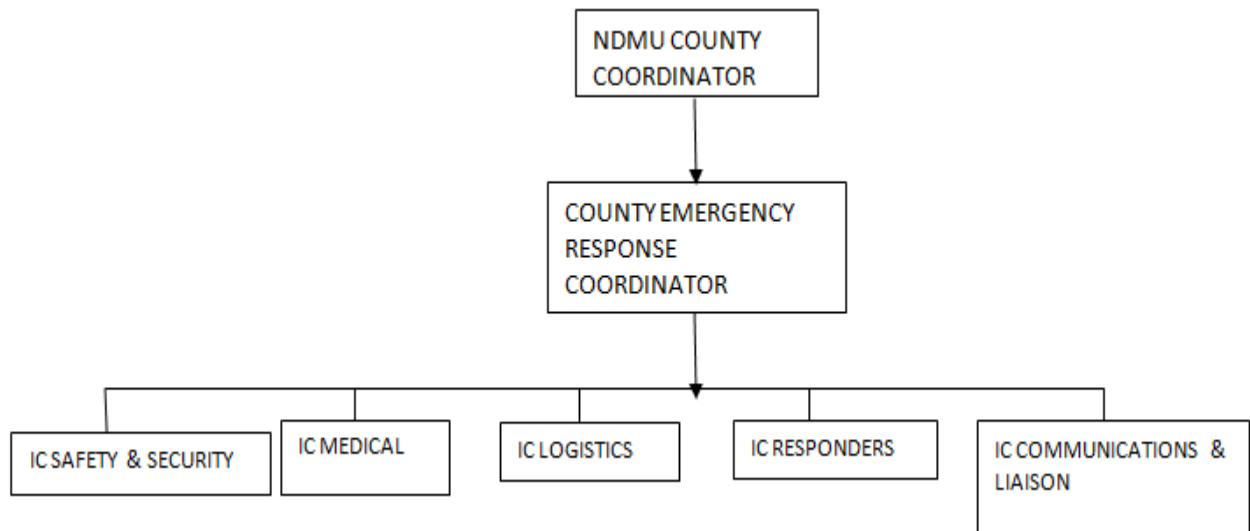 NDMU COUNTY
COORDINATOR
COUNTY EMERGENCY
RESPONSE
COORDINATOR
IC SAFETY & SECURITY
IC MEDICAL
IC LOGISTICS
IC RESPONDERS
IC COMMUNICATIONS &
LIAISON